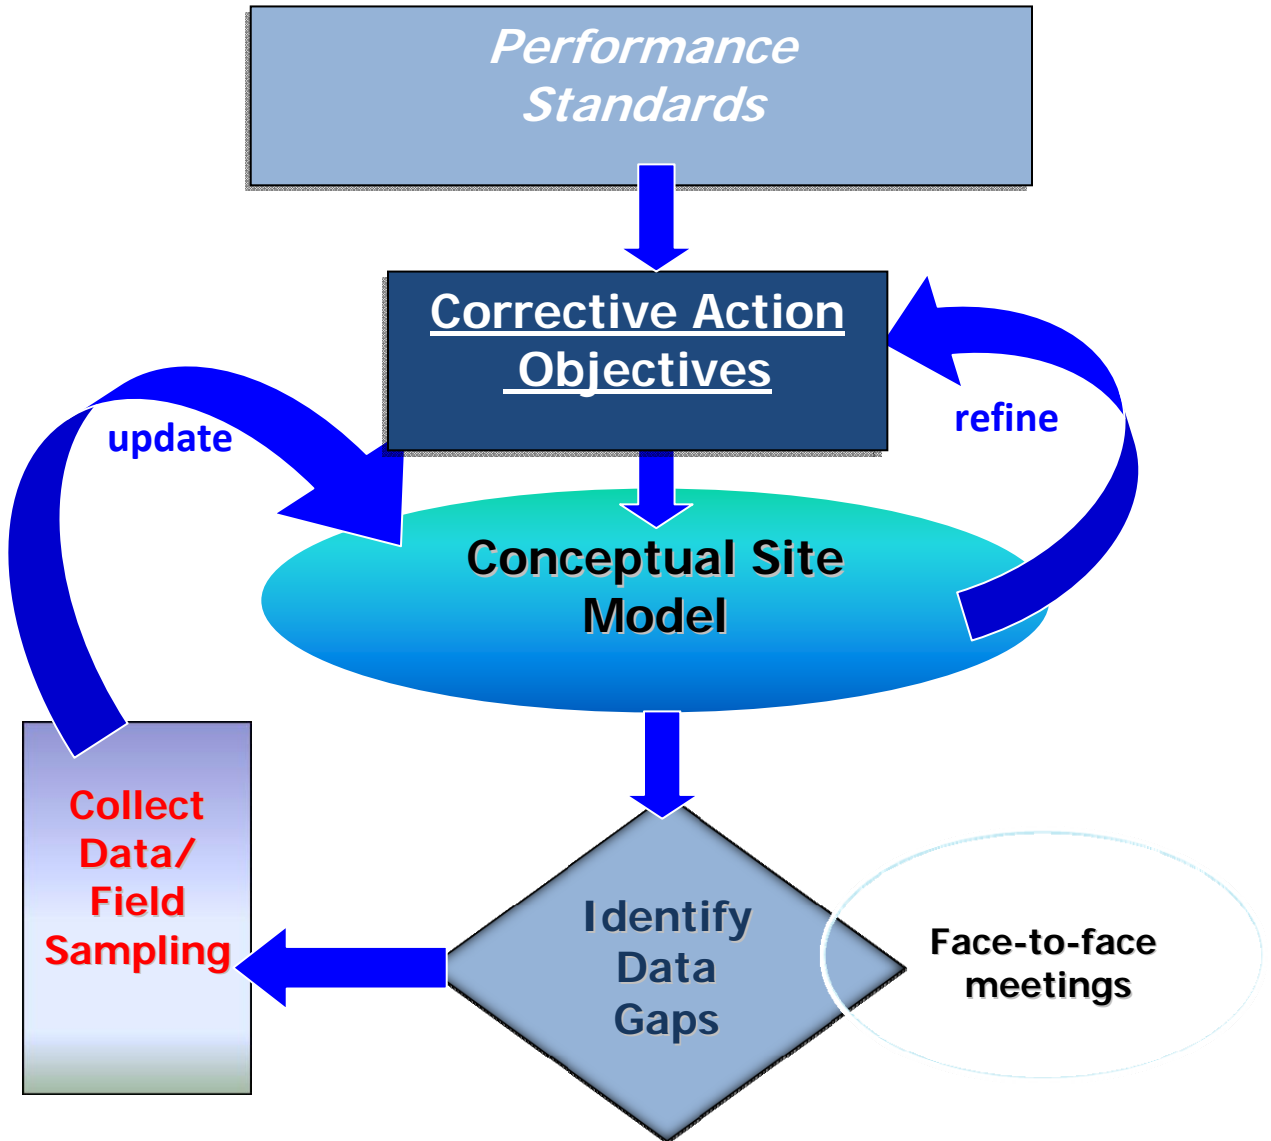 Performance
Standards
Corrective Action
Objectives
update
refine
Conceptual Site
Model
Collect
Data/
Field
Sampling
Identify
Data
Gaps
Face-to-face
meetings